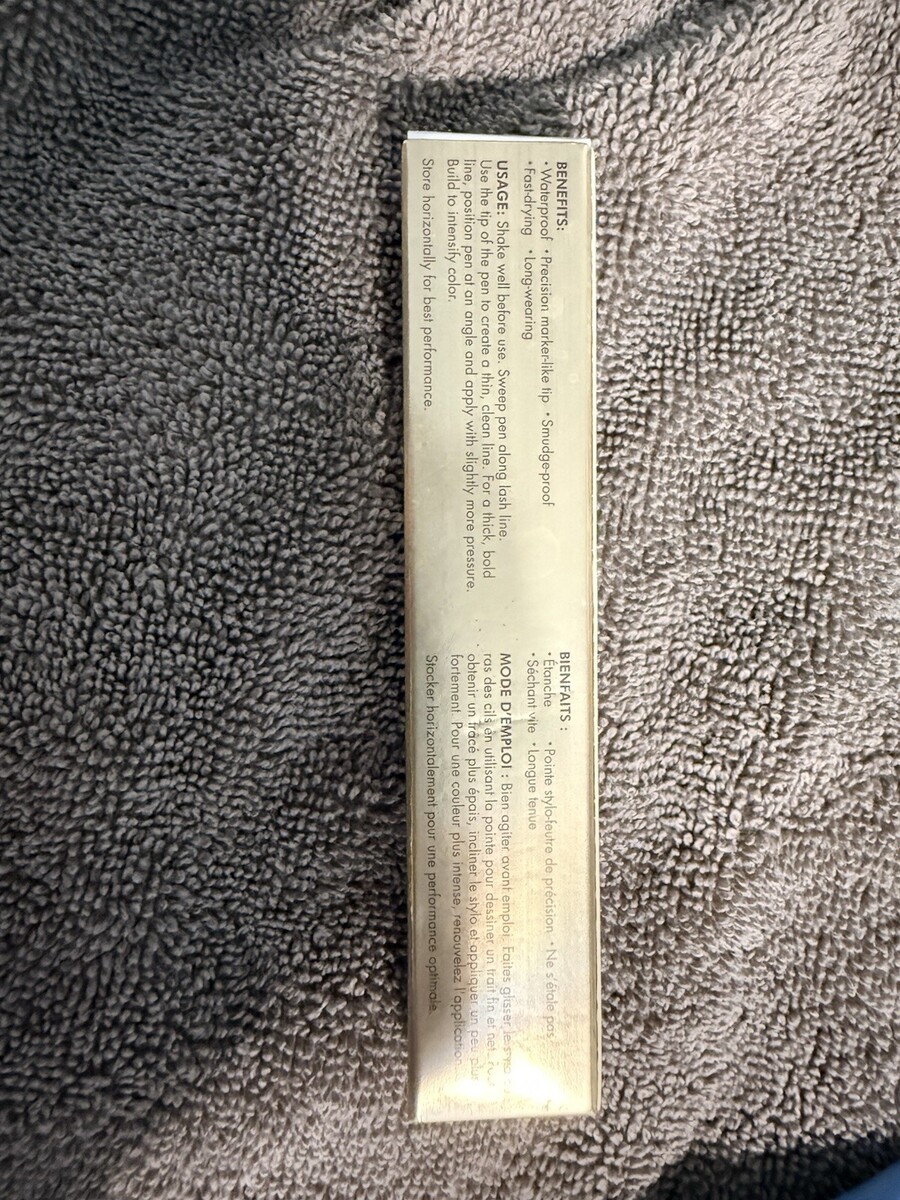 BENEFITS:
• Waterproof • Precision marker-like tip • Smudge-proof
• Fast-drying • Long-wearing
USAGE: Shake well before use. Sweep pen along lash line.
Use the tip of the pen to create a thin, clean line. For a thick, bold
line, position pen at an angle and apply with slightly more pressure.
Build to intensify color.
Store horizontally for best performance.
BIENFAITS :
• Étanche • Pointe stylo-feutre de précision • Ne s'étale pas
• Séchant vite • Longue tenue
MODE D'EMPLOI : Bien agiter avant emploi. Faites glisser le
ras des cils en utilisant la pointe pour dessiner un trait fin et net.
obtenir un tracé plus épais, incliner le stylo et appliquer un peu plus
fortement. Pour une couleur plus intense, renouvelez l'application.
Stocker horizontalement pour une performance optimale.